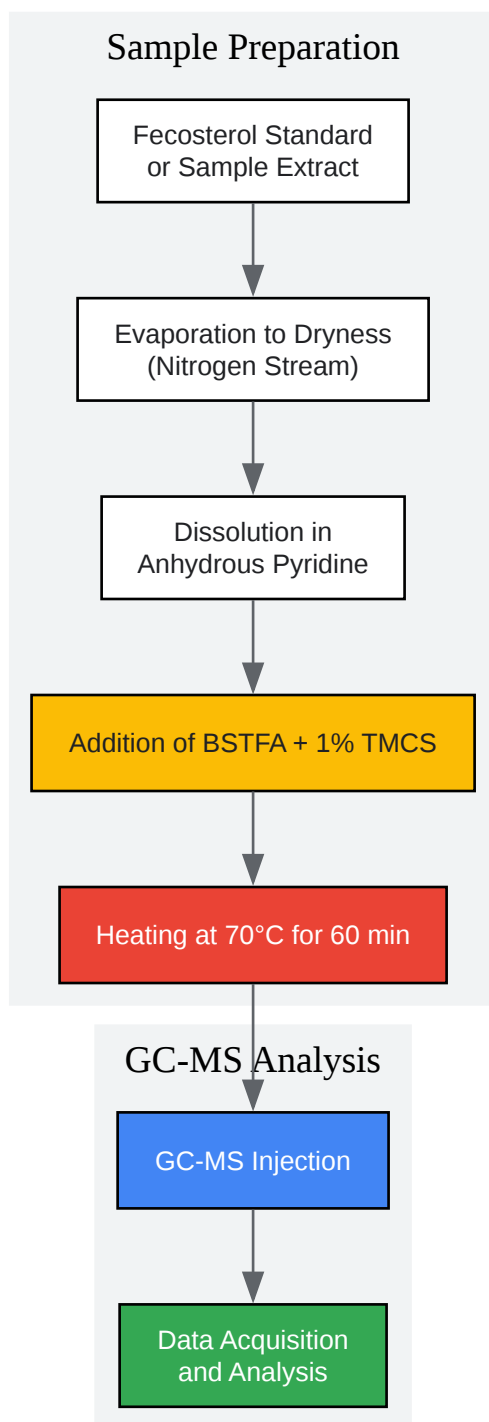 Sample Preparation
Fecosterol Standard
or Sample Extract
Evaporation to Dryness
(Nitrogen Stream)
Dissolution in
Anhydrous Pyridine
Addition of BSTFA + 1% TMCS
Heating at 70°C for 60 min
GC-MS Analysis
GC-MS Injection
Data Acquisition
and Analysis